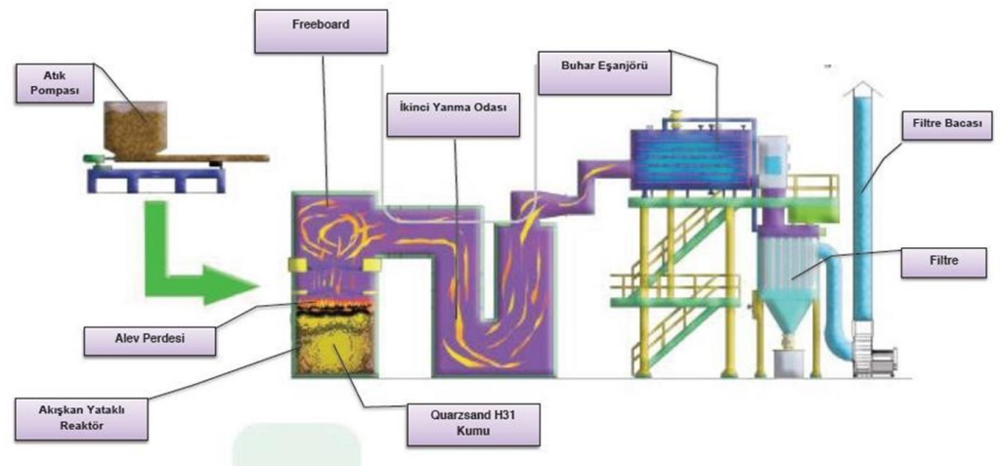 Freeboard
Atık
Pompası
İkinci Yanma Odası
Buhar Eşanjörü
Filtre Bacası
Filtre
Alev Perdesi
Akışkan Yataklı
Reaktör
Quarzsand H31
Kumu